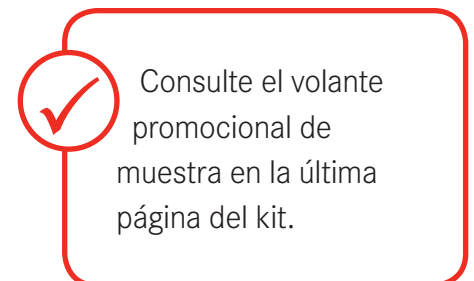 Consulte el volante
promocional de
muestra en la última
página del kit.